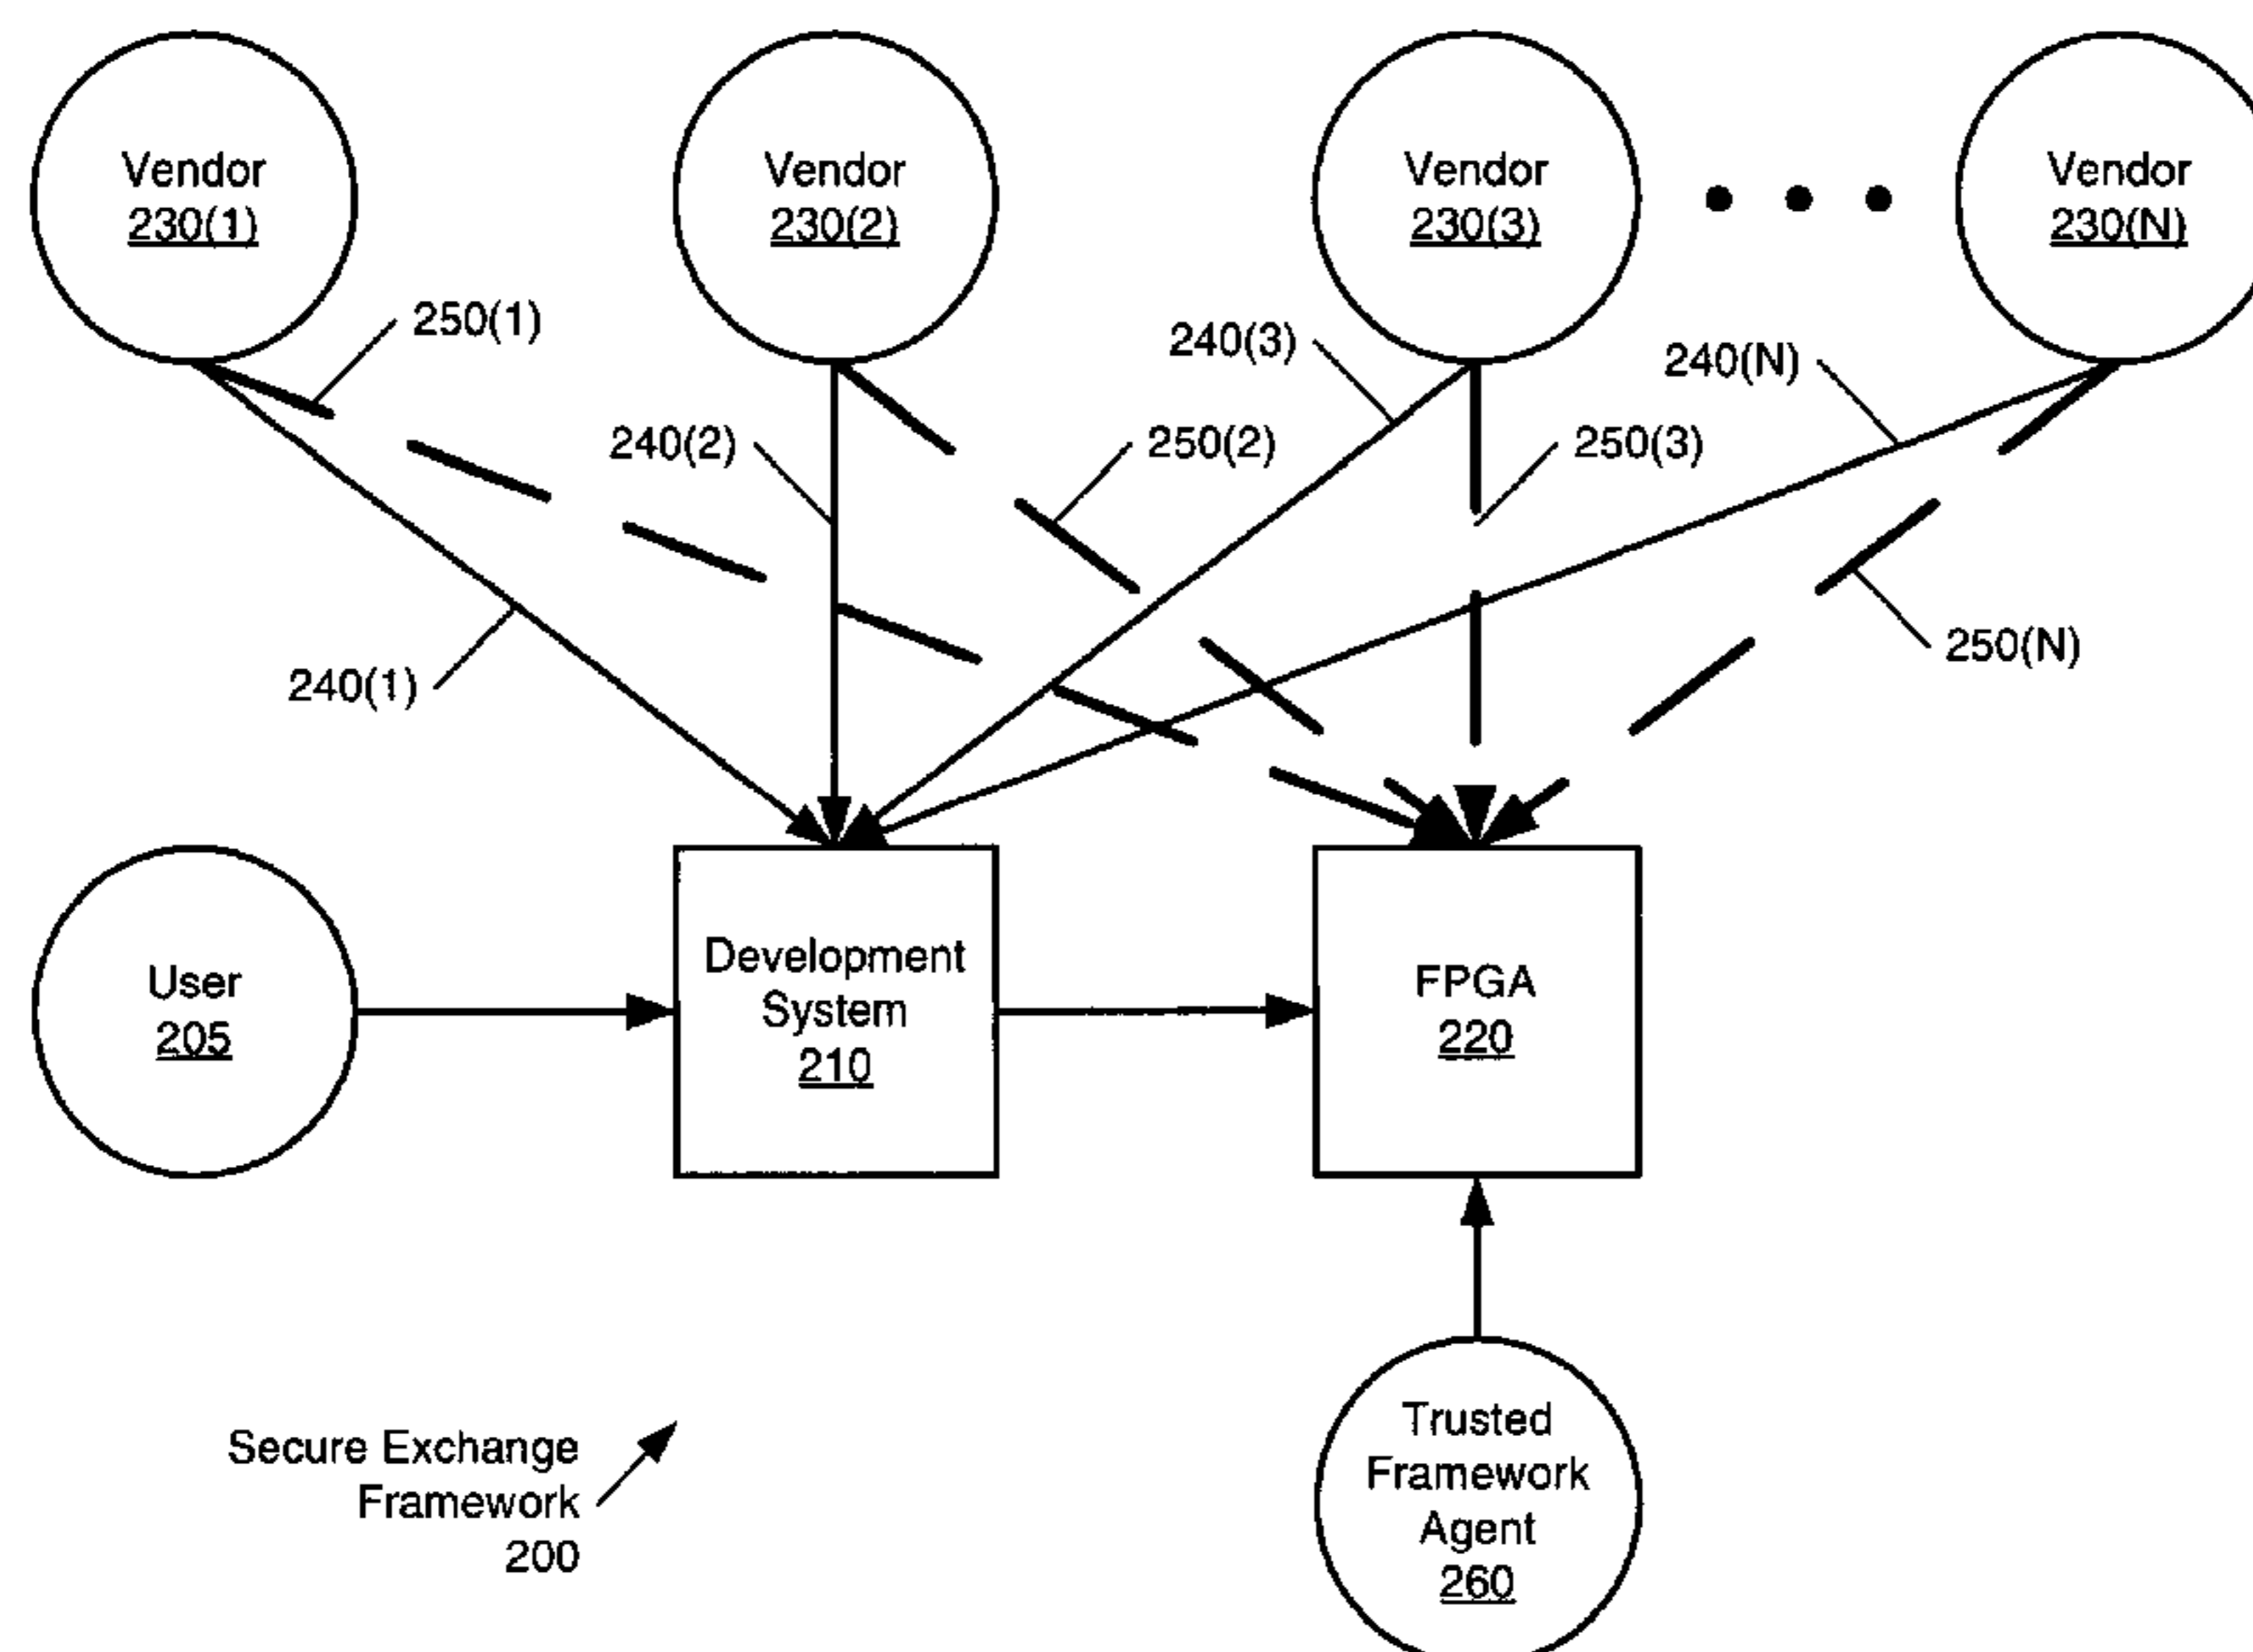 Vendor
230(1)
Vendor
230(2)
Vendor
230(3)
Vendor
230(N)
250(1)
240(3)
240(N)
240(2)
250(2)
250(3)
250(N)
240(1)
User
205
Development
System
210
FPGA
220
Secure Exchange
Framework
200
Trusted
Framework
Agent
260